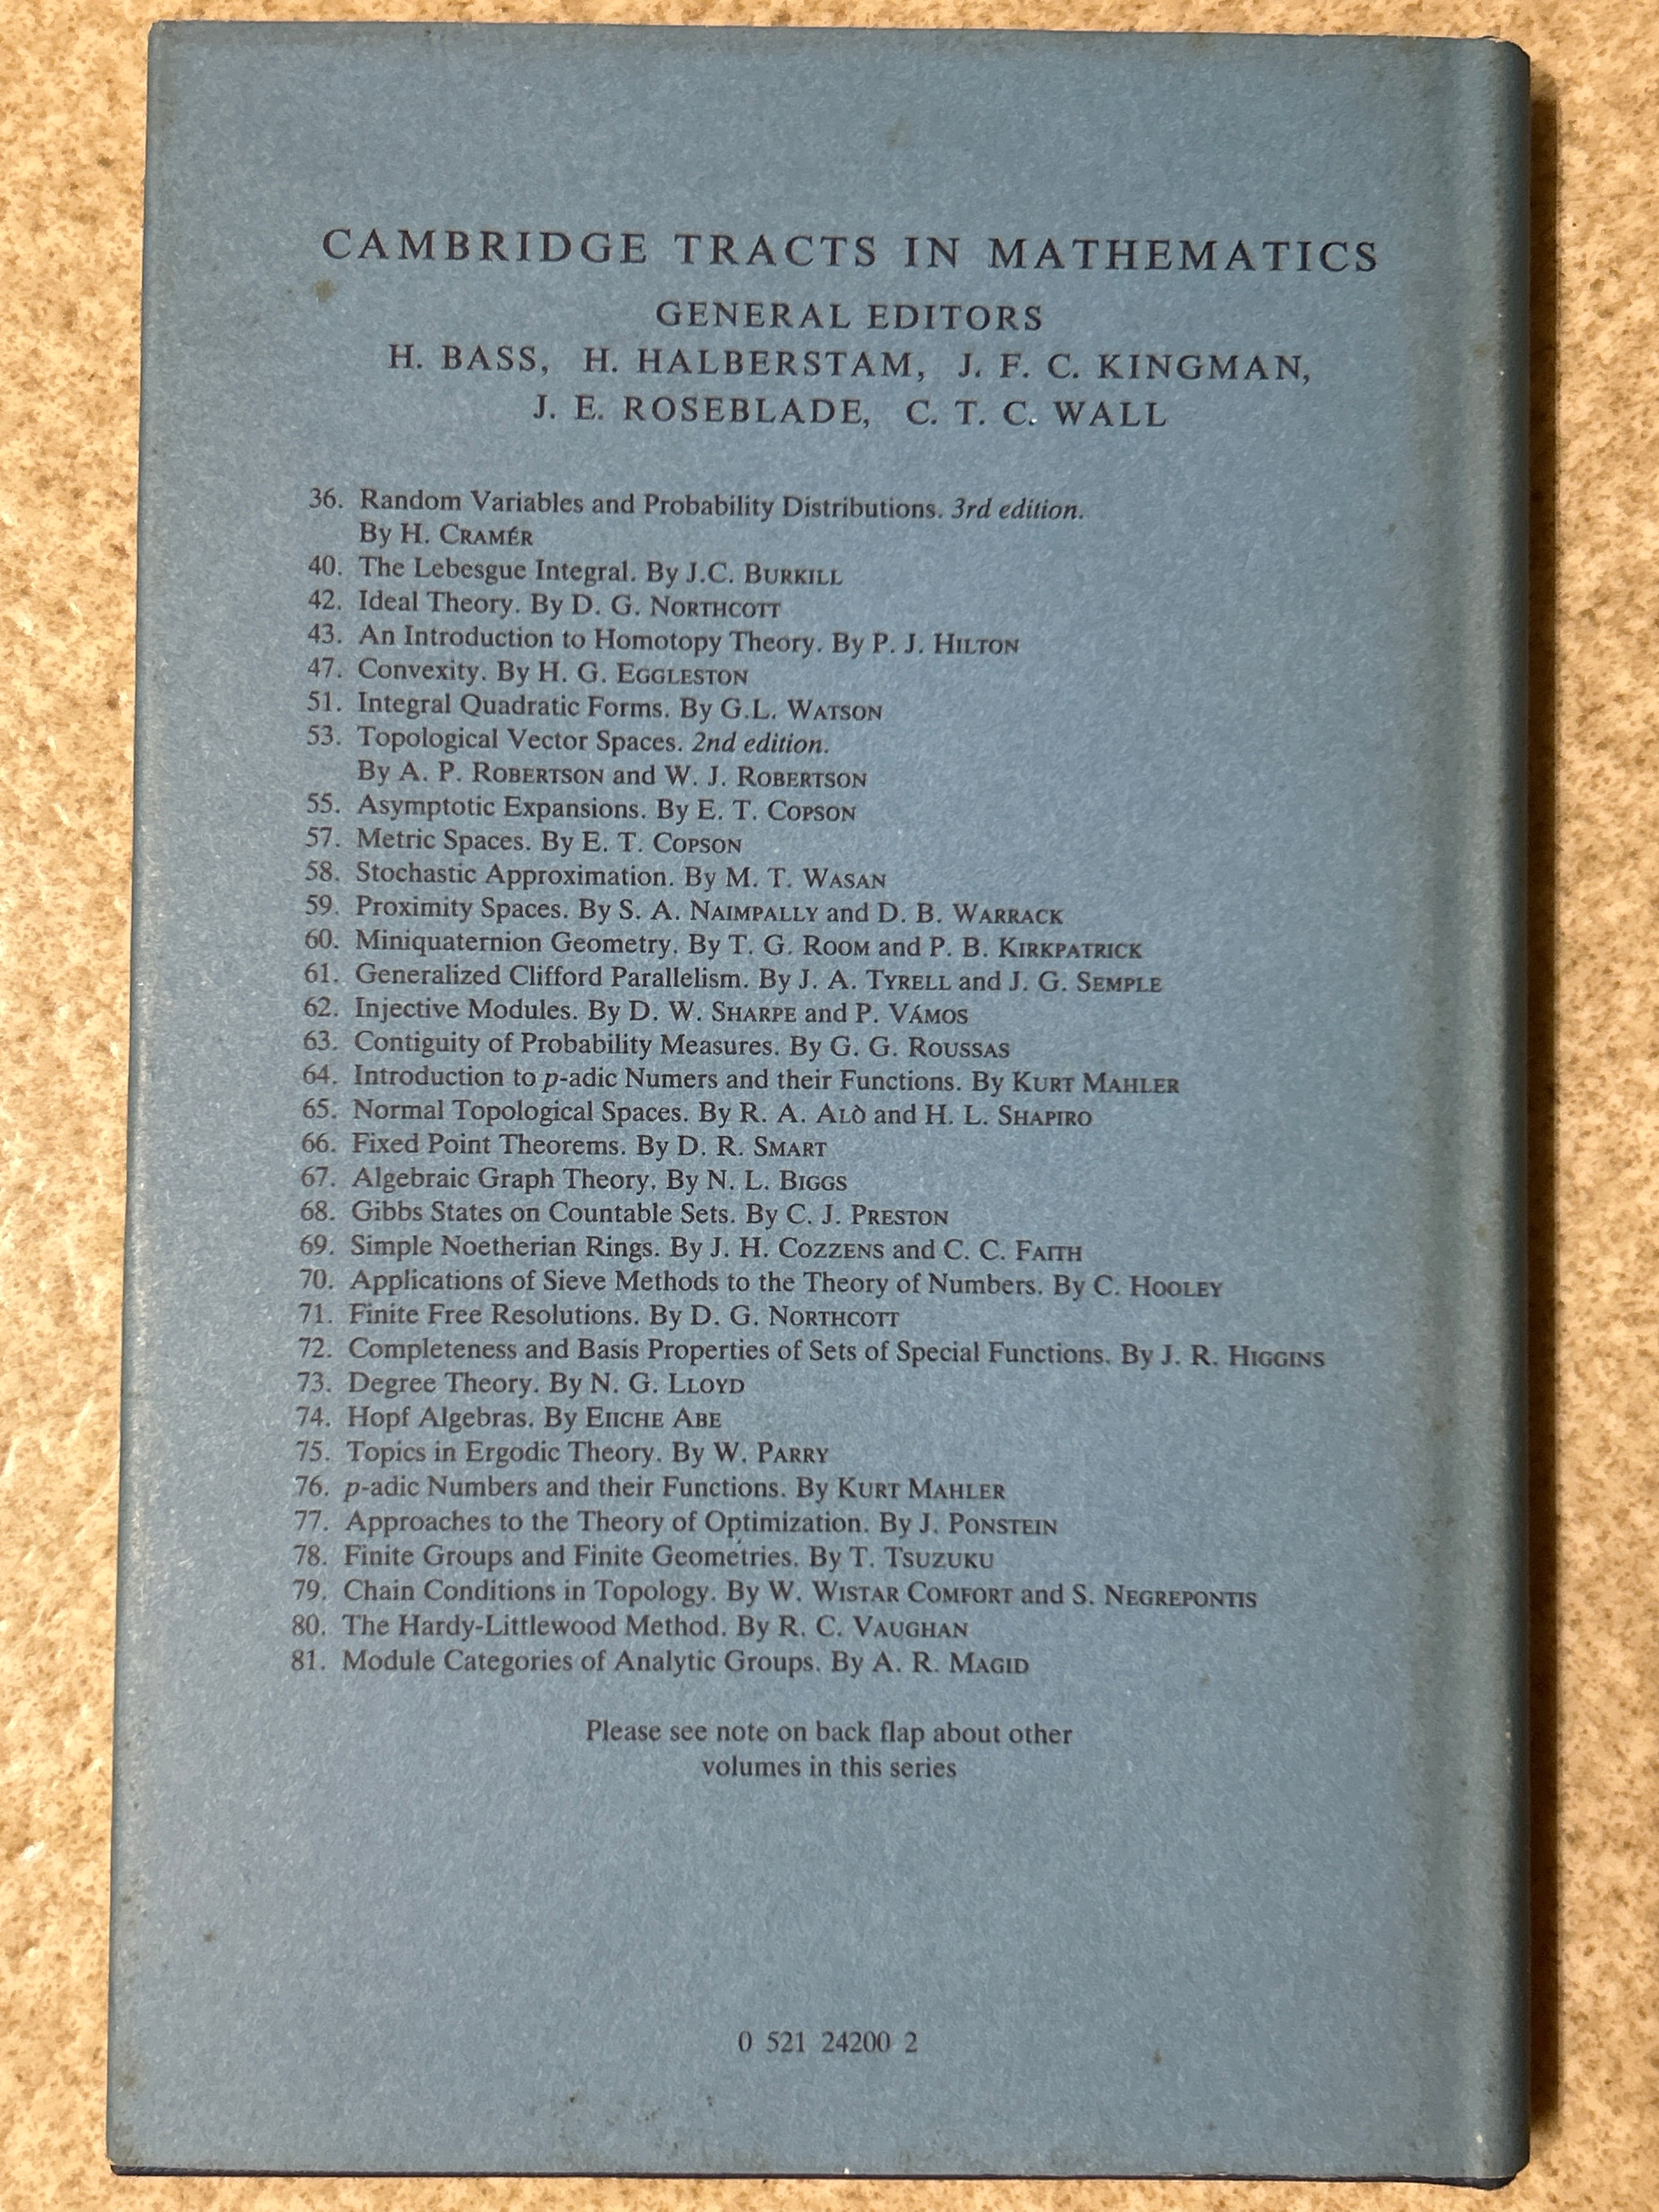 CAMBRIDGE TRACTS IN MATHEMATICS
GENERAL EDITORS
H. BASS, H. HALBERSTAM, J. F. C. KINGMAN,
J. E. ROSEBLADE, C. T. C. WALL
36. Random Variables and Probability Distributions. 3rd edition.
By H. CRAMÉR
40. The Lebesgue Integral. By J.C. BURKILL
42. Ideal Theory. By D. G. NORTHCOTT
43. An Introduction to Homotopy Theory. By P. J. HILTON
47. Convexity. By H. G. EGGLESTON
51. Integral Quadratic Forms. By G.L. WATSON
53. Topological Vector Spaces. 2nd edition.
By A. P. ROBERTSON and W. J. ROBERTSON
55. Asymptotic Expansions. By E. T. COPSON
57. Metric Spaces. By E. T. COPSON
58. Stochastic Approximation. By M. T. WASAN
59. Proximity Spaces. By S. A. NAIMPALLY and D. B. WARRACK
60. Miniquaternion Geometry. By T. G. ROOM and P. B. KIRKPATRICK
61. Generalized Clifford Parallelism. By J. A. TYRELL and J. G. SEMPLE
62. Injective Modules. By D. W. SHARPE and P. VÁMOS
63. Contiguity of Probability Measures. By G. G. ROUSSAS
64. Introduction to p-adic Numers and their Functions. By KURT MAHLER
65. Normal Topological Spaces. By R. A. ALÒ and H. L. SHAPIRO
66. Fixed Point Theorems. By D. R. SMART
67. Algebraic Graph Theory. By N. L. BIGGS
68. Gibbs States on Countable Sets. By C. J. PRESTON
69. Simple Noetherian Rings. By J. H. COZZENS and C. C. FAITH
70. Applications of Sieve Methods to the Theory of Numbers. By C. HOOLEY
71. Finite Free Resolutions. By D. G. NORTHCOTT
72. Completeness and Basis Properties of Sets of Special Functions. By J. R. HIGGINS
73. Degree Theory. By N. G. LLOYD
74. Hopf Algebras. By EIICHE ABE
75. Topics in Ergodic Theory. By W. PARRY
76. p-adic Numbers and their Functions. By KURT MAHLER
77. Approaches to the Theory of Optimization. By J. PONSTEIN
78. Finite Groups and Finite Geometries. By T. TSUZUKU
79. Chain Conditions in Topology. By W. WISTAR COMFORT and S. NEGREPONTIS
80. The Hardy-Littlewood Method. By R. C. VAUGHAN
81. Module Categories of Analytic Groups. By A. R. MAGID
Please see note on back flap about other
volumes in this series
0 521 24200 2